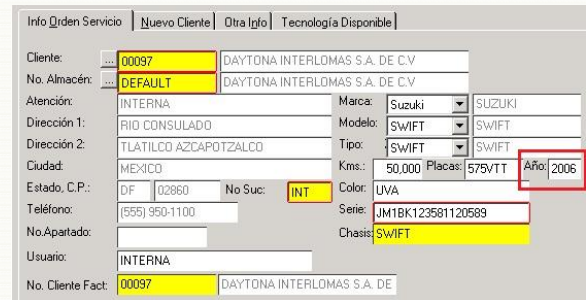 Info Orden Servicio Nuevo Cliente Otra Info Tecnología Disponible
Cliente: ... 00097 DAYTONA INTERLOMAS S.A. DE C.V
No. Almacén: ... DEFAULT DAYTONA INTERLOMAS S.A. DE C.V
Atención: INTERNA Marca: Suzuki SUZUKI
Dirección 1: RIO CONSULADO Modelo: SWIFT SWIFT
Dirección 2: TLATILCO AZCAPOTZALCO Tipo: SWIFT SWIFT
Ciudad: MEXICO Kms.: 50,000 Placas: 575VTT Año: 2006
Estado, C.P.: DF 02860 No Suc: INT Color: UVA
Teléfono: (555) 950-1100 Serie: JM1BK123581120589
No.Apartado: Chasis: SWIFT
Usuario: INTERNA
No. Cliente Fact: 00097 DAYTONA INTERLOMAS S.A. DE